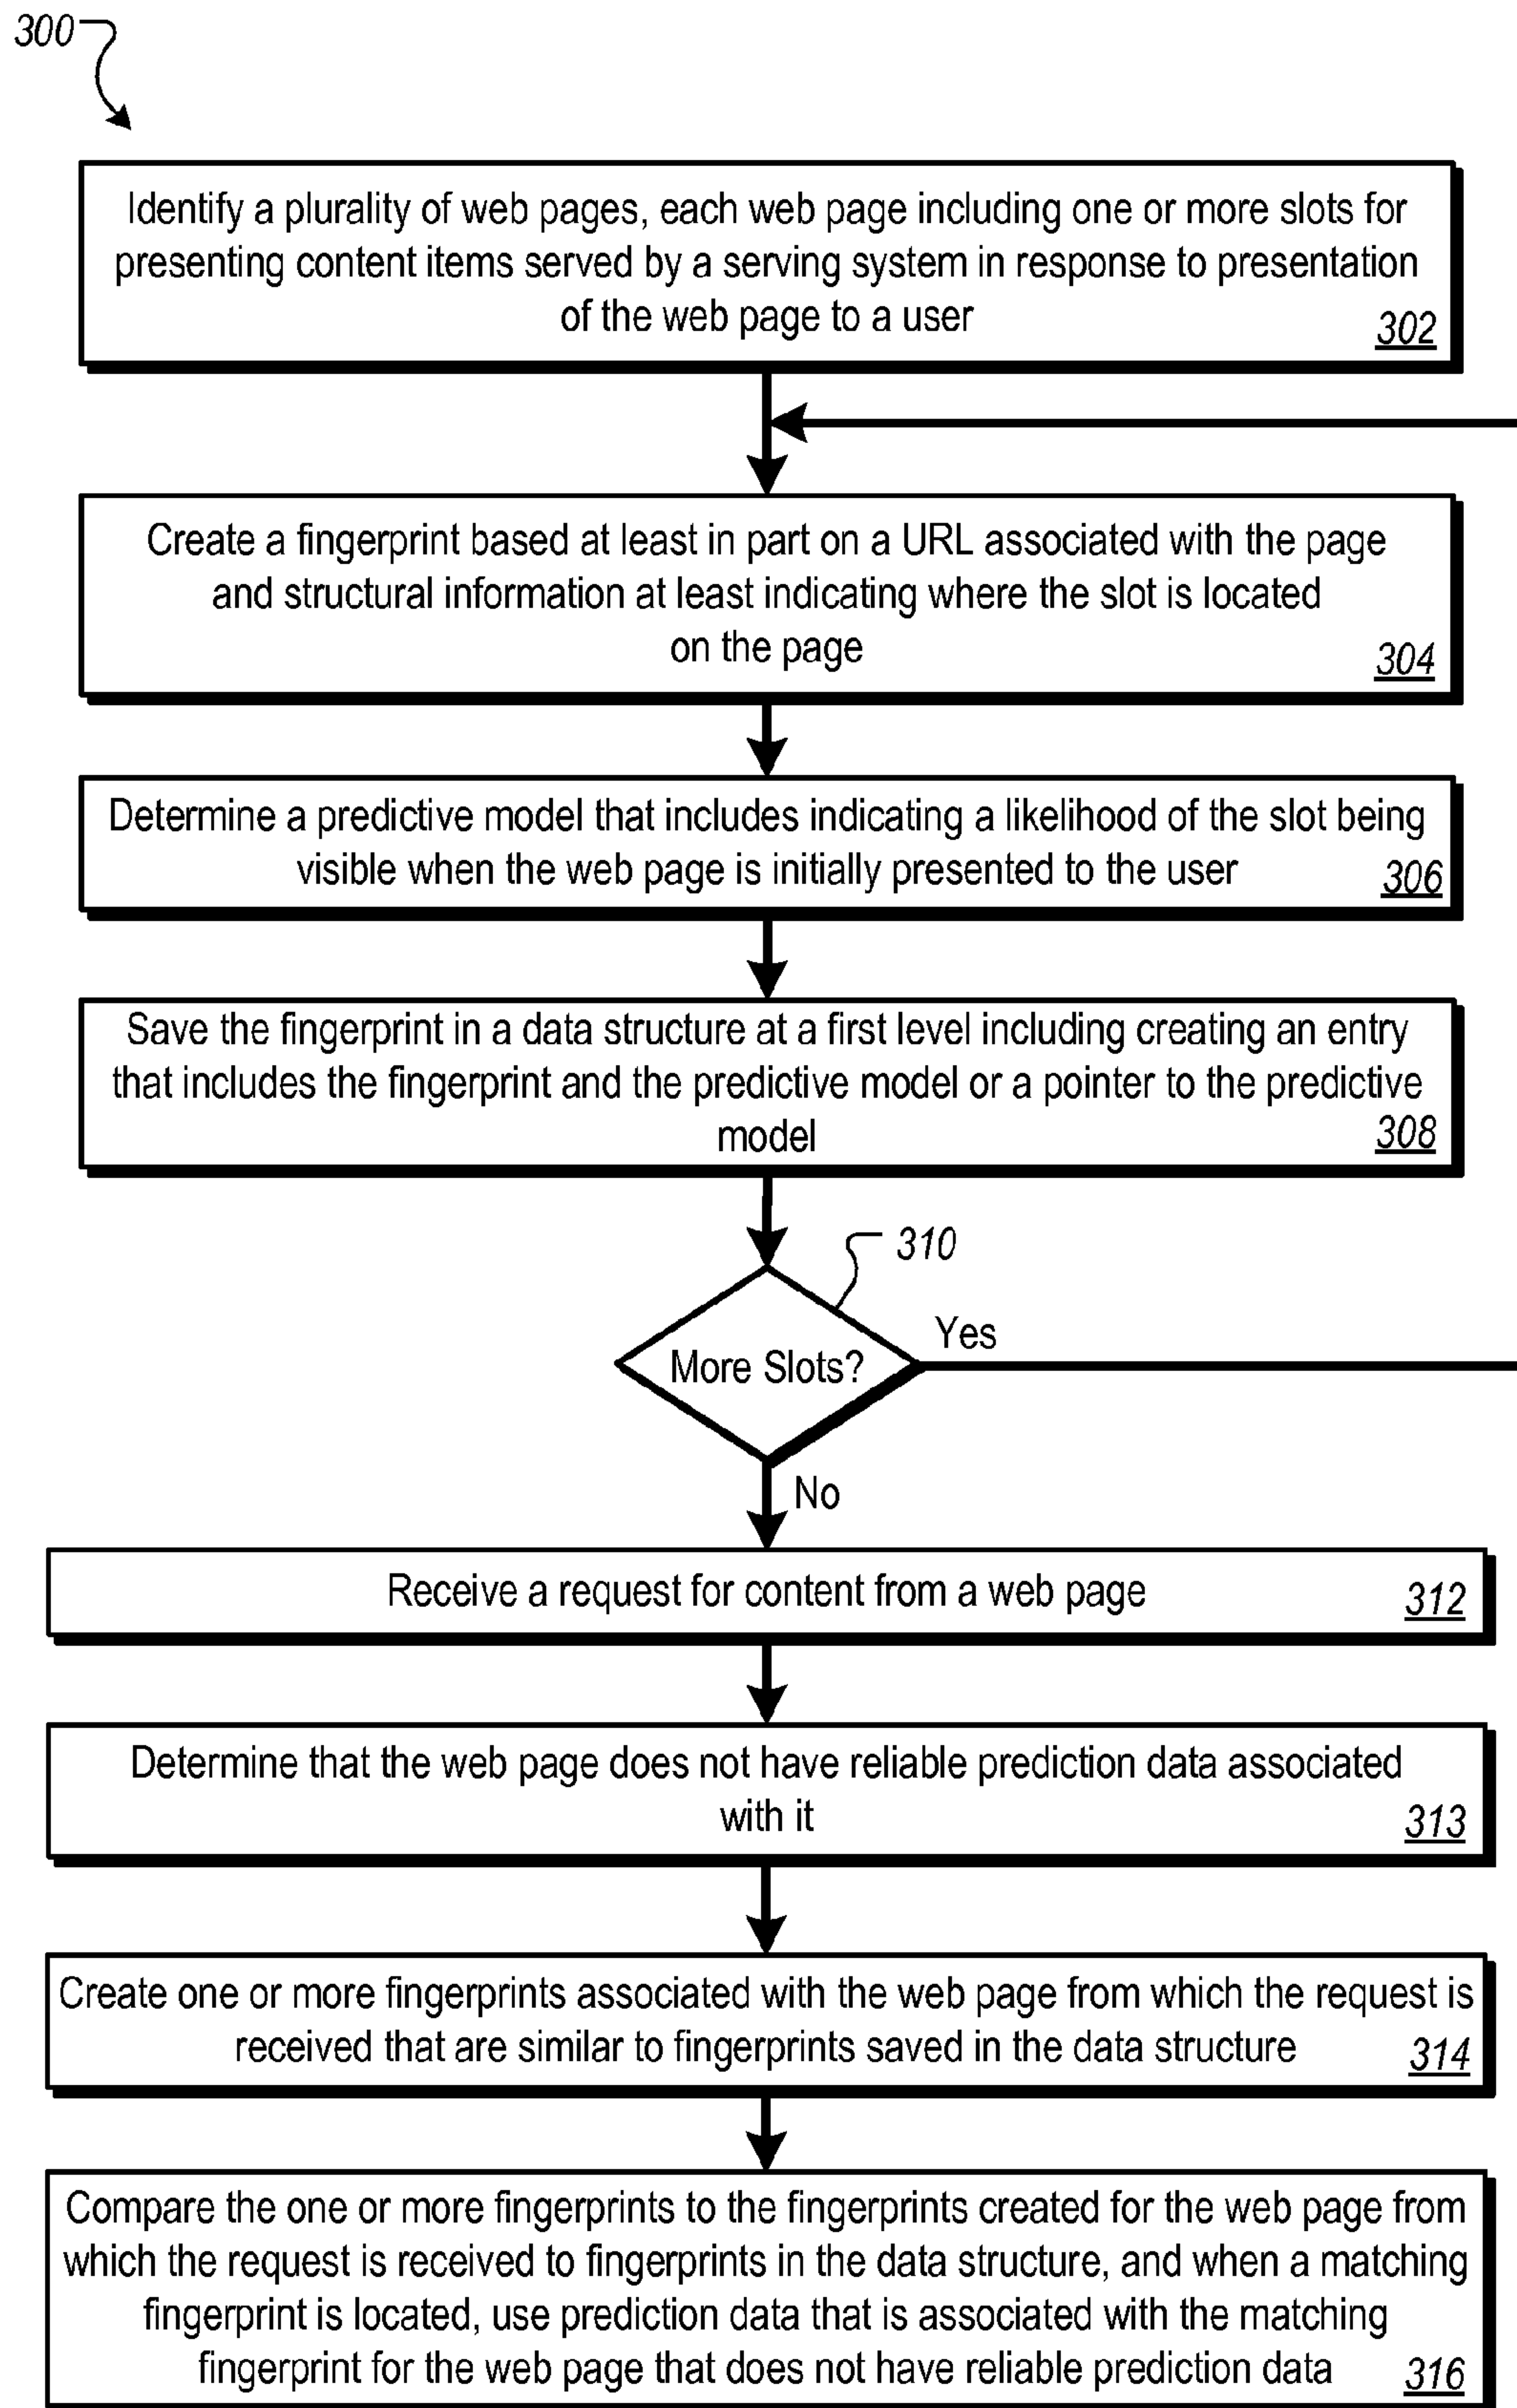 300
Identify a plurality of web pages, each web page including one or more slots for
presenting content items served by a serving system in response to presentation
of the web page to a user
302
Create a fingerprint based at least in part on a URL associated with the page
and structural information at least indicating where the slot is located
on the page
304
Determine a predictive model that includes indicating a likelihood of the slot being
visible when the web page is initially presented to the user
306
Save the fingerprint in a data structure at a first level including creating an entry
that includes the fingerprint and the predictive model or a pointer to the predictive
model
308
310
More Slots?
Yes
No
Receive a request for content from a web page
312
Determine that the web page does not have reliable prediction data associated
with it
313
Create one or more fingerprints associated with the web page from which the request is
received that are similar to fingerprints saved in the data structure
314
Compare the one or more fingerprints to the fingerprints created for the web page from
which the request is received to fingerprints in the data structure, and when a matching
fingerprint is located, use prediction data that is associated with the matching
fingerprint for the web page that does not have reliable prediction data
316